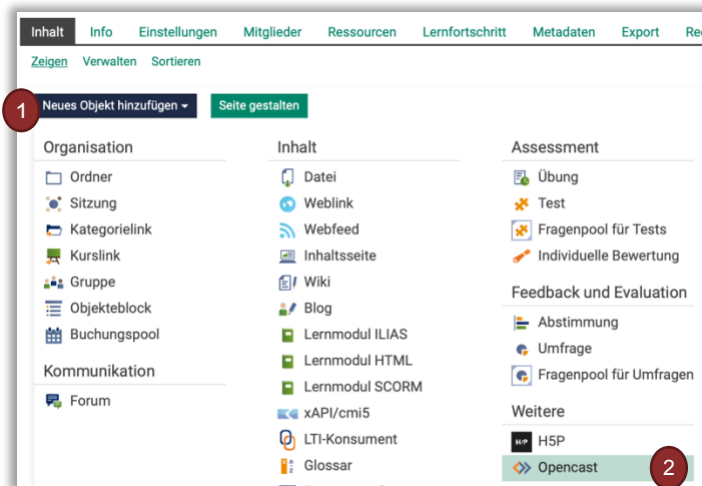 Inhalt Info Einstellungen Mitglieder Ressourcen Lernfortschritt Metadaten Export
Zeigen Verwalten Sortieren
1 Neues Objekt hinzufügen Seite gestalten
Organisation
Ordner
Sitzung
Kategorielink
Kurslink
Gruppe
Objekteblock
Buchungspool
Kommunikation
Forum
Inhalt
Datei
Weblink
Webfeed
Inhaltsseite
Wiki
Blog
Lernmodul ILIAS
Lernmodul HTML
Lernmodul SCORM
xAPI/cmi5
LTI-Konsument
Glossar
Assessment
Übung
Test
Fragenpool für Tests
Individuelle Bewertung
Feedback und Evaluation
Abstimmung
Umfrage
Fragenpool für Umfragen
Weitere
H5P H5P
Opencast 2